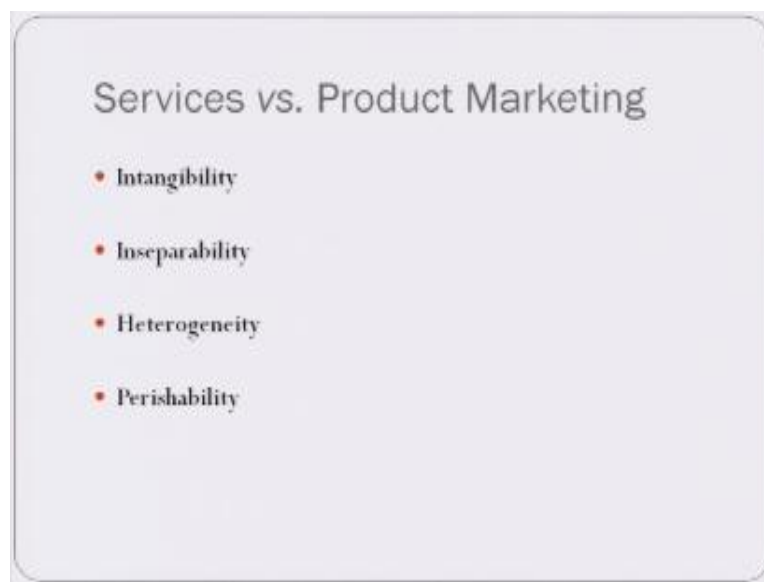 Services vs. Product Marketing
• Intangibility
• Inseparability
• Heterogeneity
• Perishability